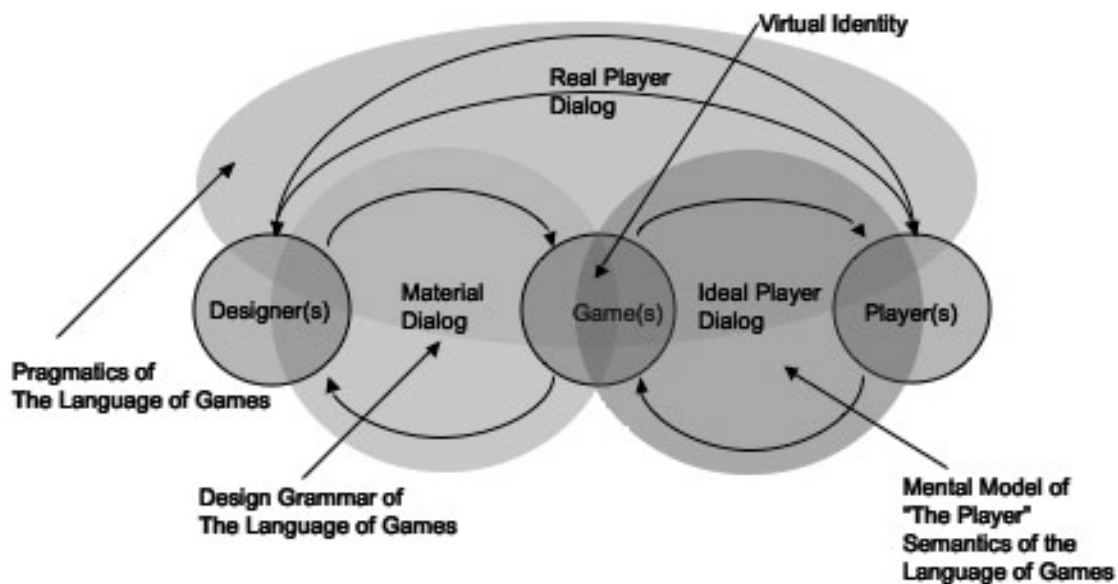 Virtual Identity
Real Player
Dialog
Designer(s)
Material
Dialog
Game(s)
Ideal Player
Dialog
Player(s)
Pragmatics of
The Language of Games
Design Grammar of
The Language of Games
Mental Model of
"The Player"
Semantics of the
Language of Games